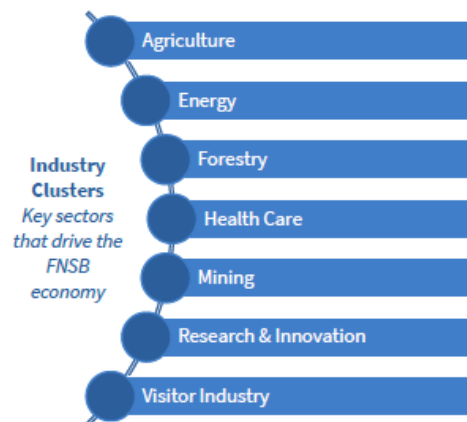 Agriculture
Energy
Forestry
Industry
Clusters
Key sectors
that drive the
FNSB
economy
Health Care
Mining
Research & Innovation
Visitor Industry